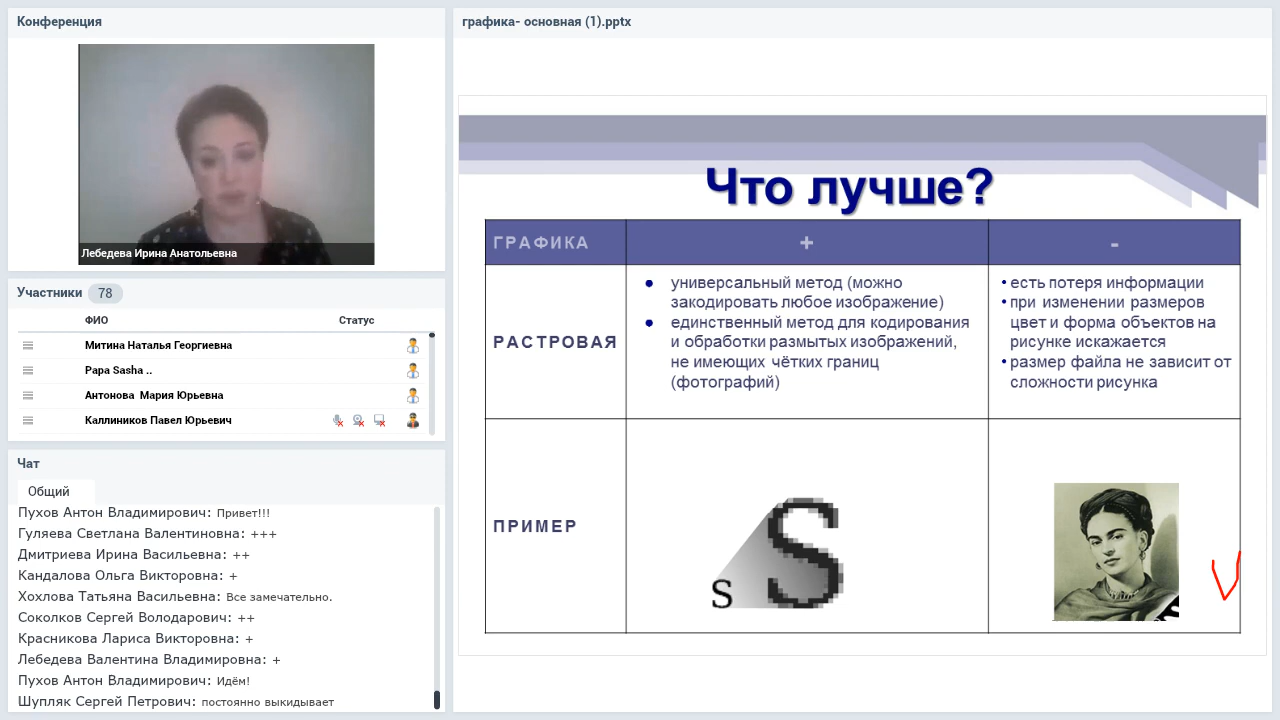 Конференция
Лебедева Ирина Анатольевна
Участники 78
ФИО Статус
Митина Наталья Георгиевна
Papa Sasha ..
Антонова Мария Юрьевна
Каллиников Павел Юрьевич
Чат
Общий
Пухов Антон Владимирович: Привет!!!
Гуляева Светлана Валентиновна: +++
Дмитриева Ирина Васильевна: ++
Кандалова Ольга Викторовна: +
Хохлова Татьяна Васильевна: Все замечательно.
Соколков Сергей Володарович: ++
Красникова Лариса Викторовна: +
Лебедева Валентина Владимировна: +
Пухов Антон Владимирович: Идём!
Шупляк Сергей Петрович: постоянно выкидывает
графика- основная (1).pptx
Что лучше?
ГРАФИКА + -
РАСТРОВАЯ
● универсальный метод (можно
закодировать любое изображение)
● единственный метод для кодирования
и обработки размытых изображений,
не имеющих чётких границ
(фотографий)
• есть потеря информации
• при изменении размеров
цвет и форма объектов на
рисунке искажается
• размер файла не зависит от
сложности рисунка
ПРИМЕР
s S